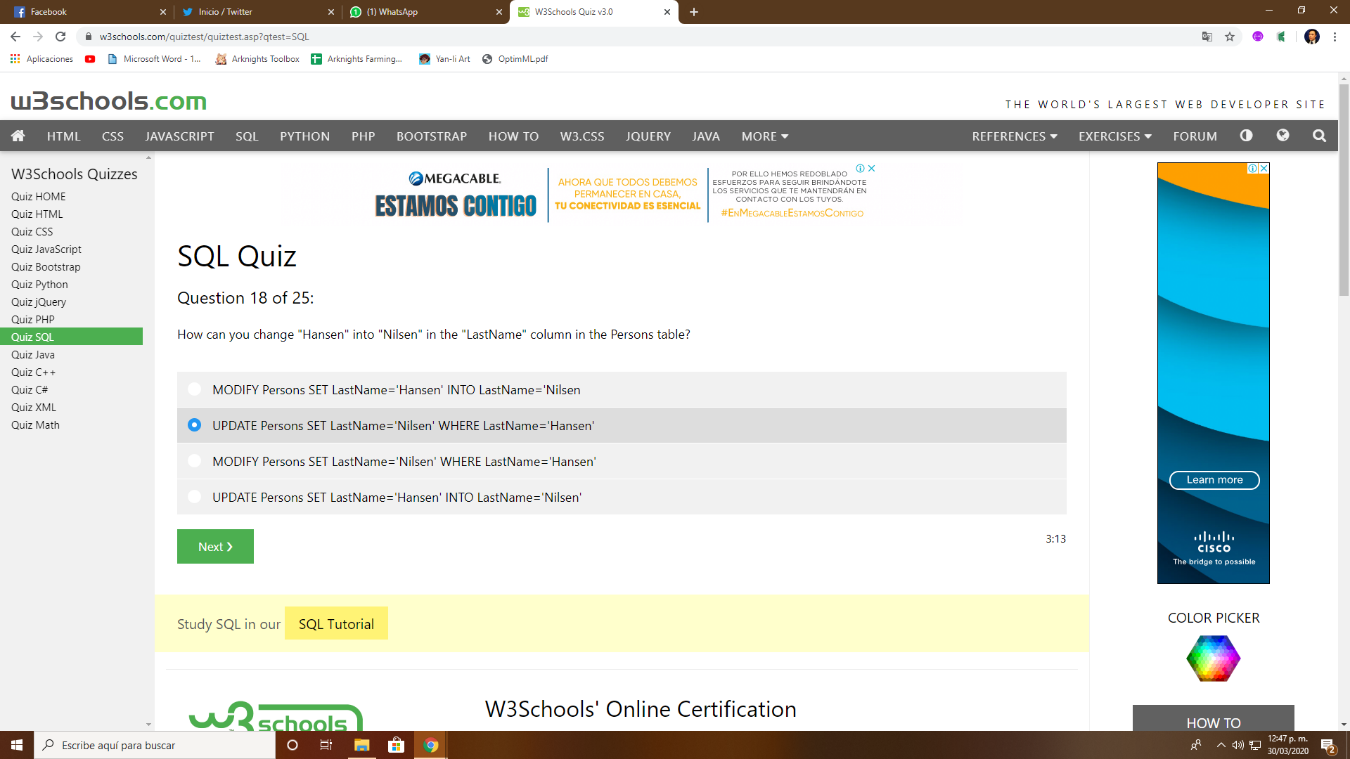 Facebook
Inicio / Twitter
(1) WhatsApp
W3Schools Quiz v3.0
w3schools.com/quiztest/quiztest.asp?qtest=SQL
Aplicaciones
Microsoft Word - 1...
Arknights Toolbox
Arknights Farming...
Yan-li Art
OptimML.pdf
w3schools.com
THE WORLD'S LARGEST WEB DEVELOPER SITE
HTML CSS JAVASCRIPT SQL PYTHON PHP BOOTSTRAP HOW TO W3.CSS JQUERY JAVA MORE REFERENCES EXERCISES FORUM
W3Schools Quizzes
Quiz HOME
Quiz HTML
Quiz CSS
Quiz JavaScript
Quiz Bootstrap
Quiz Python
Quiz jQuery
Quiz PHP
Quiz SQL
Quiz Java
Quiz C++
Quiz C#
Quiz XML
Quiz Math
MEGACABLE
ESTAMOS CONTIGO
AHORA QUE TODOS DEBEMOS
PERMANECER EN CASA,
TU CONECTIVIDAD ES ESENCIAL
POR ELLO HEMOS REDOBLADO
ESFUERZOS PARA SEGUIR BRINDÁNDOTE
LOS SERVICIOS QUE TE MANTENDRÁN EN
CONTACTO CON LOS TUYOS.
#EnMegacableEstamosContigo
SQL Quiz
Question 18 of 25:
How can you change "Hansen" into "Nilsen" in the "LastName" column in the Persons table?
MODIFY Persons SET LastName='Hansen' INTO LastName='Nilsen
UPDATE Persons SET LastName='Nilsen' WHERE LastName='Hansen'
MODIFY Persons SET LastName='Nilsen' WHERE LastName='Hansen'
UPDATE Persons SET LastName='Hansen' INTO LastName='Nilsen'
Next ❯
3:13
Study SQL in our SQL Tutorial
w3schools
W3Schools' Online Certification
Learn more
CISCO
The bridge to possible
COLOR PICKER
HOW TO
Escribe aquí para buscar
12:47 p. m.
30/03/2020
2